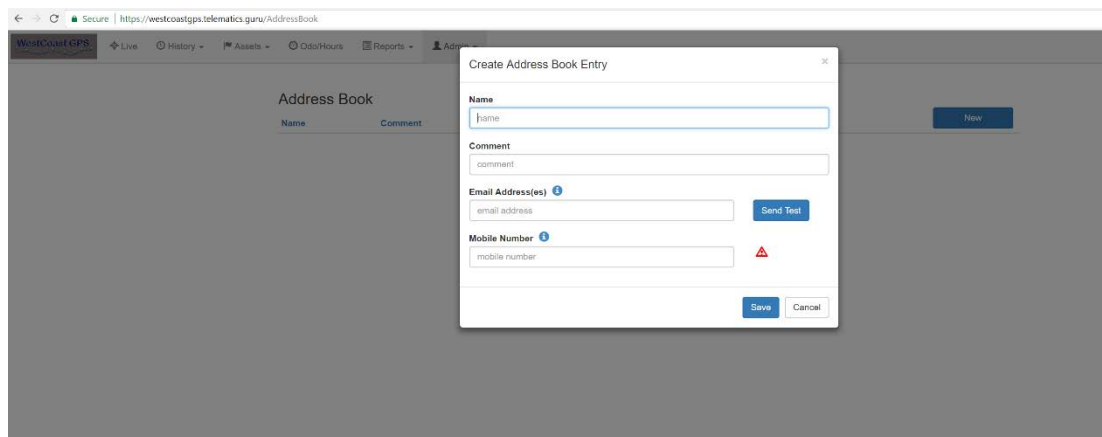 Secure | https://westcoastgps.telematics.guru/AddressBook
WestCoast GPS Live History Assets Odo/Hours Reports Admin
Create Address Book Entry ×
Address Book
Name Comment
New
Name
name
Comment
comment
Email Address(es)
email address
Send Test
Mobile Number
mobile number
Save Cancel